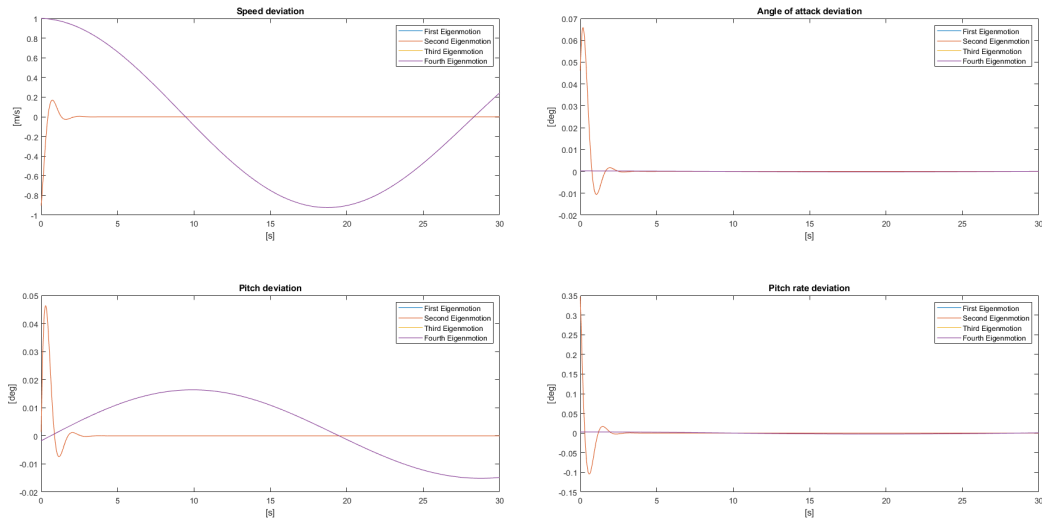 Speed deviation
[m/s]
1
0.8
0.6
0.4
0.2
0
-0.2
-0.4
-0.6
-0.8
-1
0 5 10 15 20 25 30
[s]
First Eigenmotion
Second Eigenmotion
Third Eigenmotion
Fourth Eigenmotion
Angle of attack deviation
[deg]
0.07
0.06
0.05
0.04
0.03
0.02
0.01
0
-0.01
-0.02
0 5 10 15 20 25 30
[s]
First Eigenmotion
Second Eigenmotion
Third Eigenmotion
Fourth Eigenmotion
Pitch deviation
[deg]
0.05
0.04
0.03
0.02
0.01
0
-0.01
-0.02
0 5 10 15 20 25 30
[s]
First Eigenmotion
Second Eigenmotion
Third Eigenmotion
Fourth Eigenmotion
Pitch rate deviation
[deg]
0.35
0.3
0.25
0.2
0.15
0.1
0.05
0
-0.05
-0.1
-0.15
0 5 10 15 20 25 30
[s]
First Eigenmotion
Second Eigenmotion
Third Eigenmotion
Fourth Eigenmotion